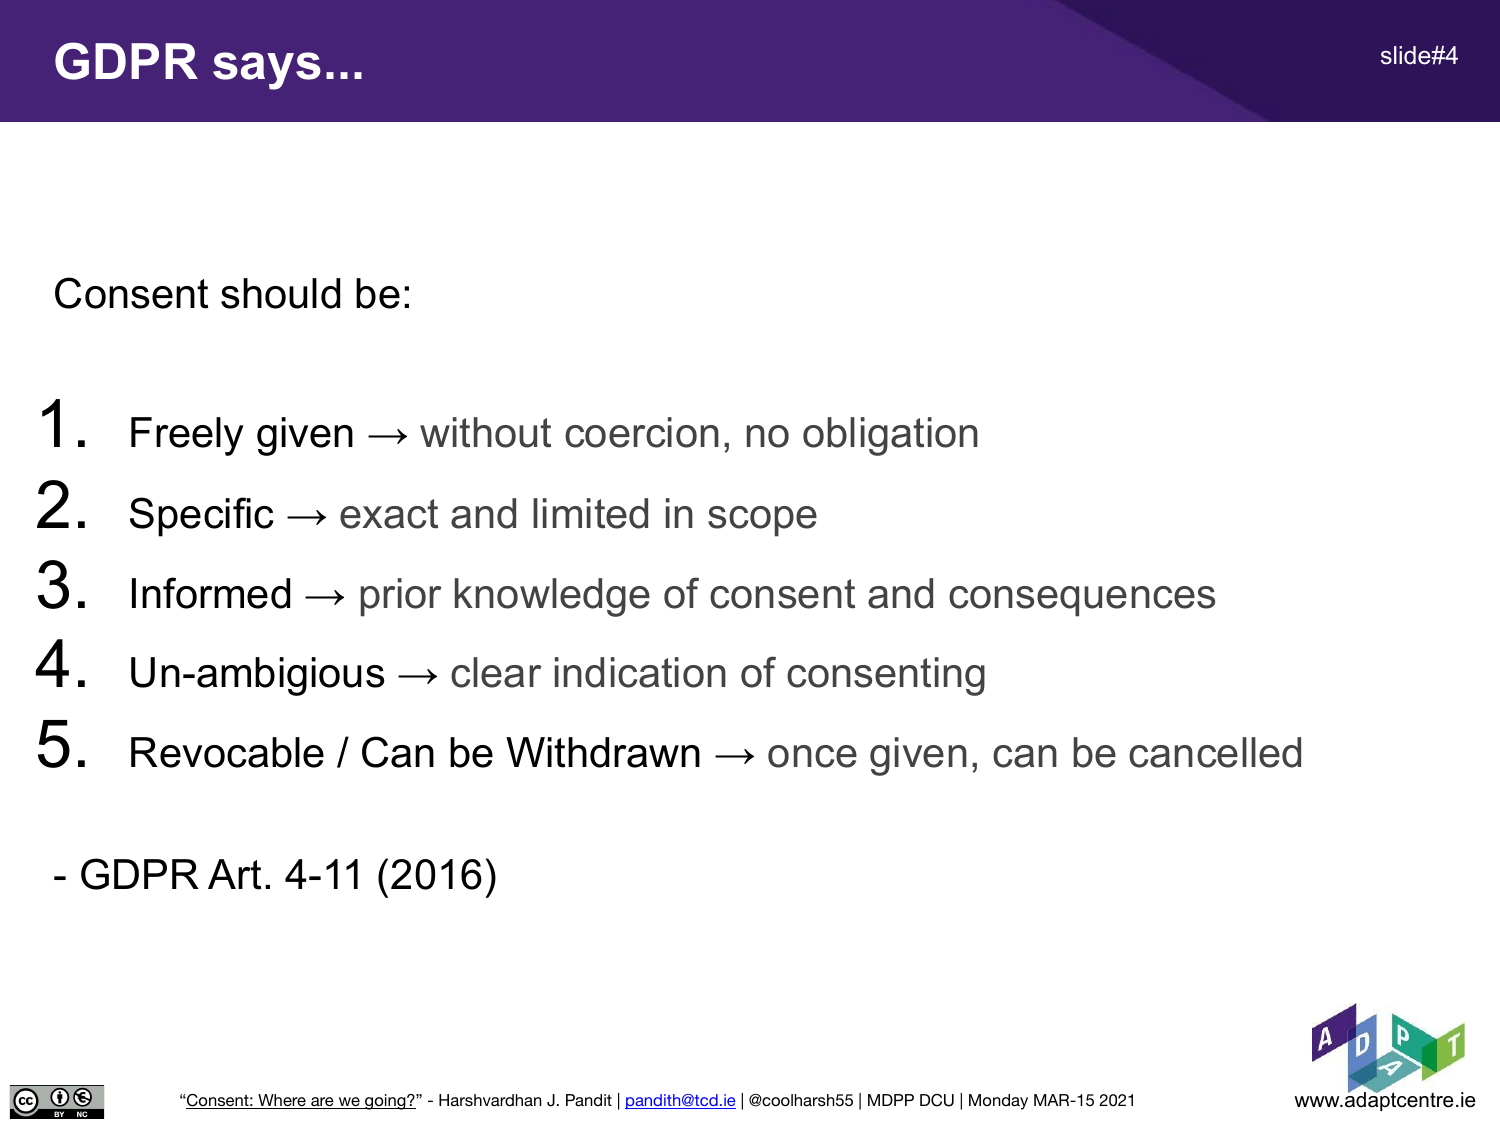 GDPR says...
slide#4
Consent should be:
1. Freely given → without coercion, no obligation
2. Specific → exact and limited in scope
3. Informed → prior knowledge of consent and consequences
4. Un-ambigious → clear indication of consenting
5. Revocable / Can be Withdrawn → once given, can be cancelled
- GDPR Art. 4-11 (2016)
A D A P T
cc BY NC
“Consent: Where are we going?” - Harshvardhan J. Pandit | pandith@tcd.ie | @coolharsh55 | MDPP DCU | Monday MAR-15 2021
www.adaptcentre.ie